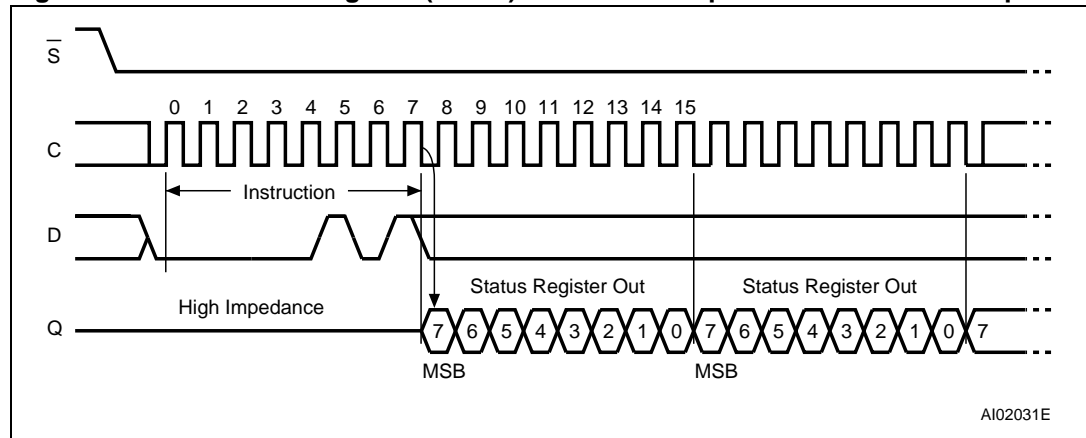 S
0 1 2 3 4 5 6 7 8 9 10 11 12 13 14 15
C
Instruction
D
Status Register Out Status Register Out
High Impedance
Q 7 6 5 4 3 2 1 0 7 6 5 4 3 2 1 0 7
MSB MSB
AI02031E